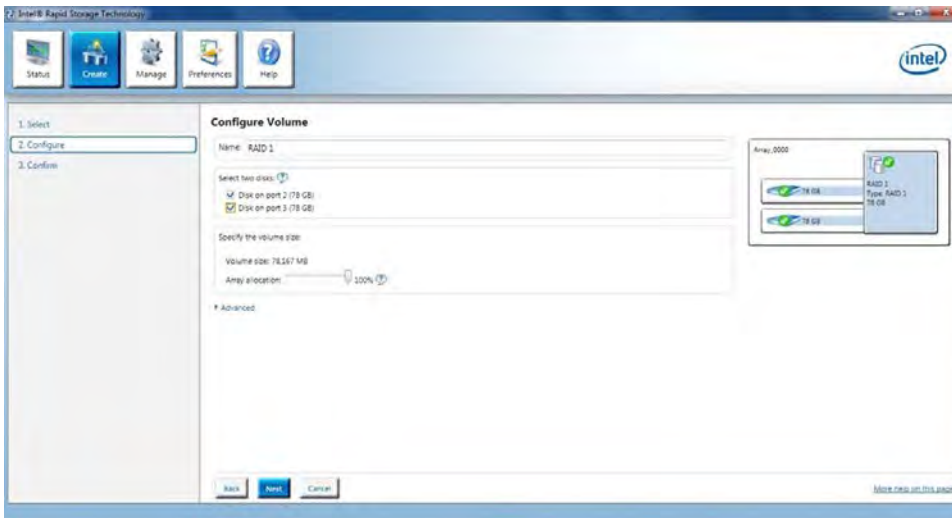 Intel® Rapid Storage Technology
Status
Create
Manage
Preferences
Help
intel
1. Select
2. Configure
3. Confirm
Configure Volume
Name: RAID 1
Select two disks: ?
Disk on port 2 (78 GB)
Disk on port 3 (78 GB)
Specify the volume size:
Volume size: 78,167 MB
Array allocation: 100% ?
Advanced
Array_0000
78 GB
78 GB
RAID 1
Type: RAID 1
78 GB
Back
Next
Cancel
More help on this page